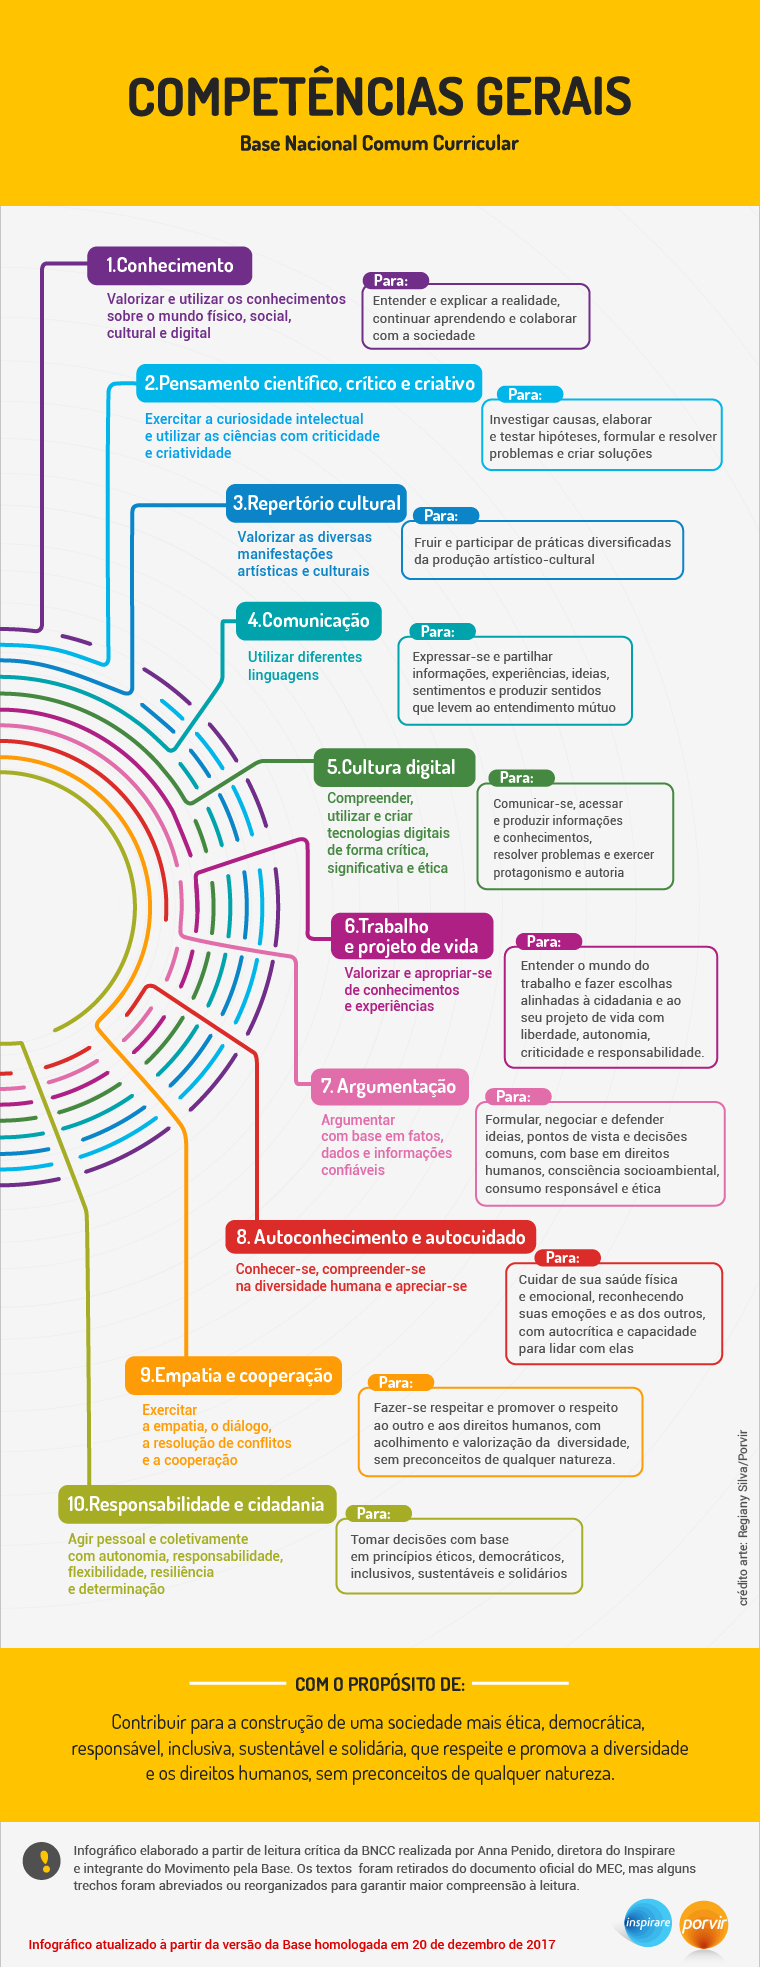 COMPETÊNCIAS GERAIS
Base Nacional Comum Curricular
1.Conhecimento
Valorizar e utilizar os conhecimentos
sobre o mundo físico, social,
cultural e digital
Para:
Entender e explicar a realidade,
continuar aprendendo e colaborar
com a sociedade
2.Pensamento científico, crítico e criativo
Exercitar a curiosidade intelectual
e utilizar as ciências com criticidade
e criatividade
Para:
Investigar causas, elaborar
e testar hipóteses, formular e resolver
problemas e criar soluções
3.Repertório cultural
Valorizar as diversas
manifestações
artísticas e culturais
Para:
Fruir e participar de práticas diversificadas
da produção artístico-cultural
4.Comunicação
Utilizar diferentes
linguagens
Para:
Expressar-se e partilhar
informações, experiências, ideias,
sentimentos e produzir sentidos
que levem ao entendimento mútuo
5.Cultura digital
Compreender,
utilizar e criar
tecnologias digitais
de forma crítica,
significativa e ética
Para:
Comunicar-se, acessar
e produzir informações
e conhecimentos,
resolver problemas e exercer
protagonismo e autoria
6.Trabalho
e projeto de vida
Valorizar e apropriar-se
de conhecimentos
e experiências
Para:
Entender o mundo do
trabalho e fazer escolhas
alinhadas à cidadania e ao
seu projeto de vida com
liberdade, autonomia,
criticidade e responsabilidade.
7. Argumentação
Argumentar
com base em fatos,
dados e informações
confiáveis
Para:
Formular, negociar e defender
ideias, pontos de vista e decisões
comuns, com base em direitos
humanos, consciência socioambiental,
consumo responsável e ética
8. Autoconhecimento e autocuidado
Conhecer-se, compreender-se
na diversidade humana e apreciar-se
Para:
Cuidar de sua saúde física
e emocional, reconhecendo
suas emoções e as dos outros,
com autocrítica e capacidade
para lidar com elas
9.Empatia e cooperação
Exercitar
a empatia, o diálogo,
a resolução de conflitos
e a cooperação
Para:
Fazer-se respeitar e promover o respeito
ao outro e aos direitos humanos, com
acolhimento e valorização da diversidade,
sem preconceitos de qualquer natureza.
10.Responsabilidade e cidadania
Agir pessoal e coletivamente
com autonomia, responsabilidade,
flexibilidade, resiliência
e determinação
Para:
Tomar decisões com base
em princípios éticos, democráticos,
inclusivos, sustentáveis e solidários
crédito arte: Regiany Silva/Porvir
COM O PROPÓSITO DE:
Contribuir para a construção de uma sociedade mais ética, democrática,
responsável, inclusiva, sustentável e solidária, que respeite e promova a diversidade
e os direitos humanos, sem preconceitos de qualquer natureza.
!
Infográfico elaborado a partir de leitura crítica da BNCC realizada por Anna Penido, diretora do Inspirare
e integrante do Movimento pela Base. Os textos foram retirados do documento oficial do MEC, mas alguns
trechos foram abreviados ou reorganizados para garantir maior compreensão à leitura.
inspirare
porvir
Infográfico atualizado à partir da versão da Base homologada em 20 de dezembro de 2017